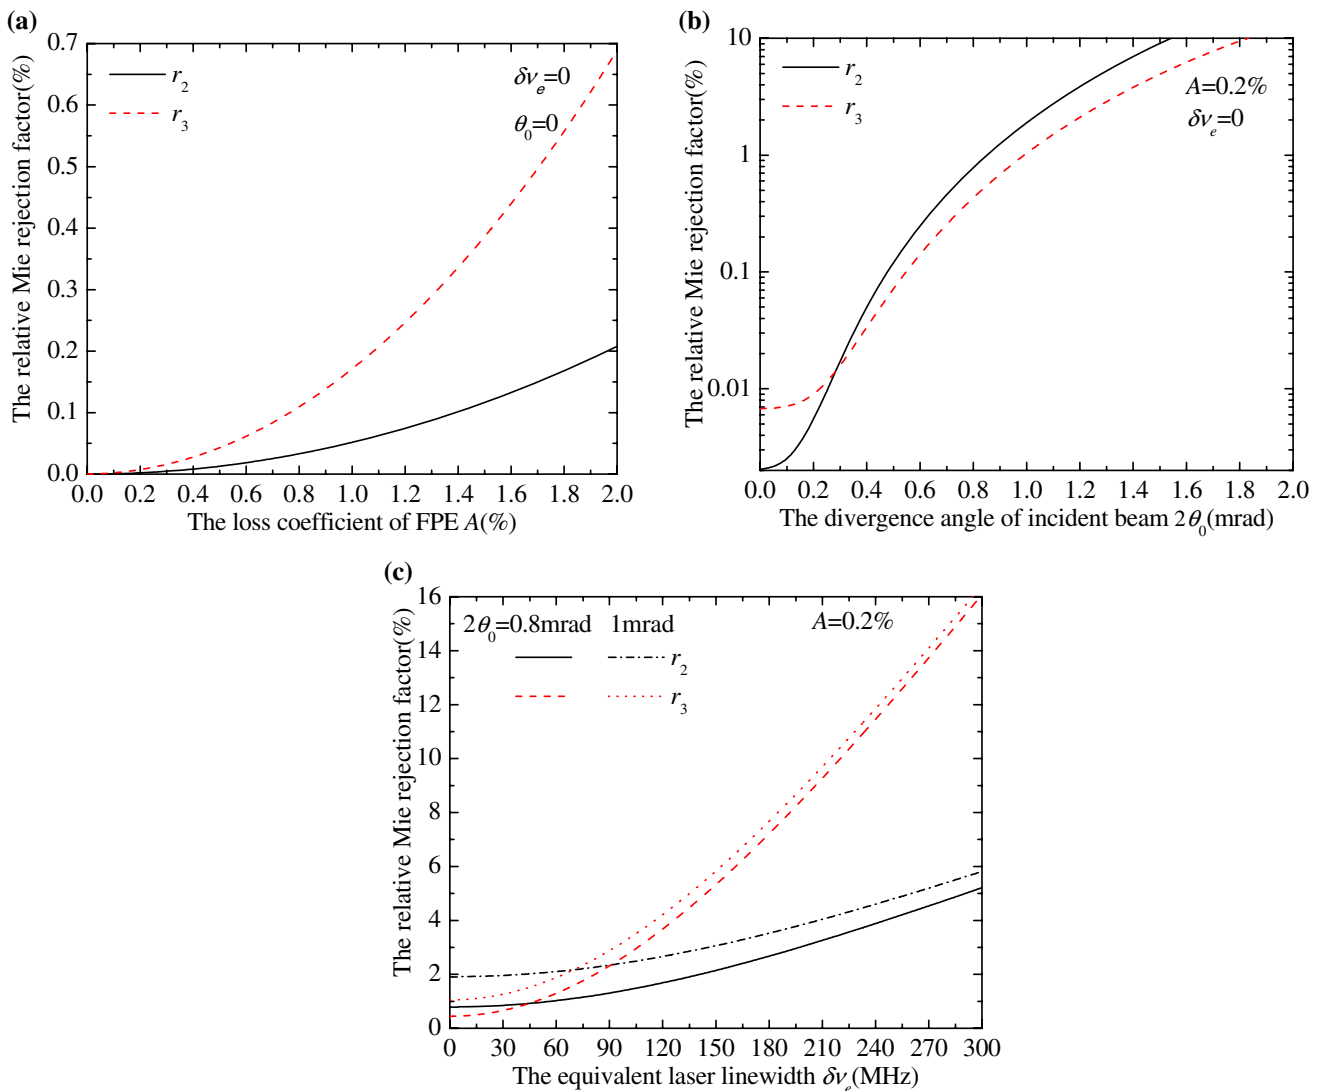 (a)
The relative Mie rejection factor(%)
0.7
0.6
0.5
0.4
0.3
0.2
0.1
0.0
r2
r3
δνe=0
θ0=0
0.0 0.2 0.4 0.6 0.8 1.0 1.2 1.4 1.6 1.8 2.0
The loss coefficient of FPE A(%)
(b)
The relative Mie rejection factor(%)
10
1
0.1
0.01
r2
r3
A=0.2%
δνe=0
0.0 0.2 0.4 0.6 0.8 1.0 1.2 1.4 1.6 1.8 2.0
The divergence angle of incident beam 2θ0(mrad)
(c)
The relative Mie rejection factor(%)
16
14
12
10
8
6
4
2
0
2θ0=0.8mrad 1mrad
r2
r3
A=0.2%
0 30 60 90 120 150 180 210 240 270 300
The equivalent laser linewidth δνe(MHz)